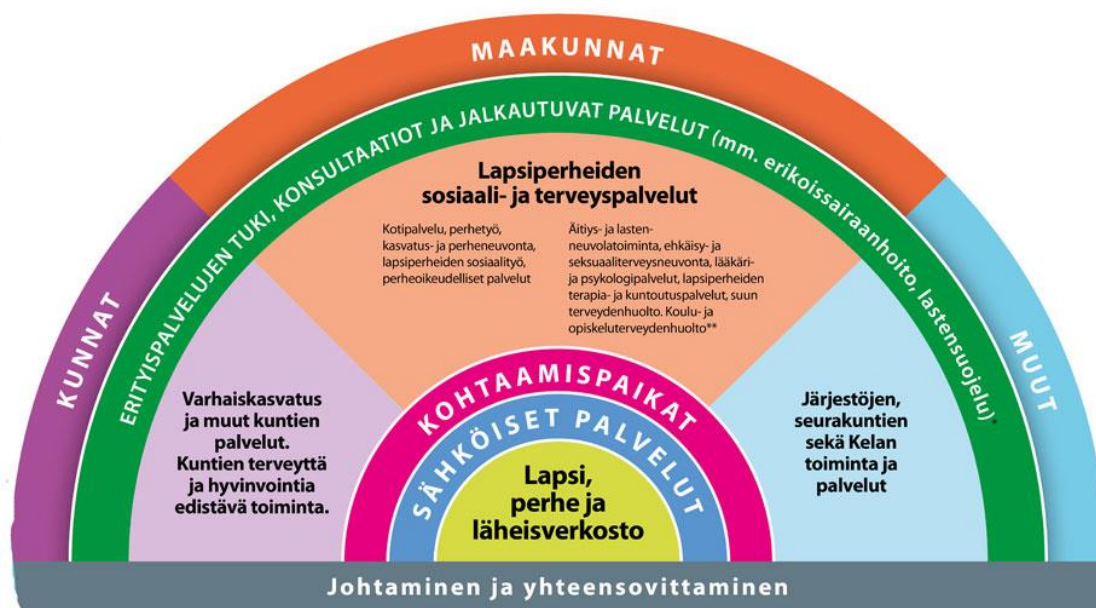 MAAKUNNAT
KUNNAT
MUUT
ERITYISPALVELUJEN TUKI, KONSULTAATIOT JA JALKAUTUVAT PALVELUT (mm. erikoissairaanhoito, lastensuojelu)*
Lapsiperheiden
sosiaali- ja terveyspalvelut
Kotipalvelu, perhetyö,
kasvatus- ja perheneuvonta,
lapsiperheiden sosiaalityö,
perheoikeudelliset palvelut
Äitiys- ja lasten-
neuvolatoiminta, ehkäisy- ja
seksuaaliterveysneuvonta, lääkäri-
ja psykologipalvelut, lapsiperheiden
terapia- ja kuntoutuspalvelut, suun
terveydenhuolto. Koulu- ja
opiskeluterveydenhuolto**
Varhaiskasvatus
ja muut kuntien
palvelut.
Kuntien terveyttä
ja hyvinvointia
edistävä toiminta.
Järjestöjen,
seurakuntien
sekä Kelan
toiminta ja
palvelut
KOHTAAMISPAIKAT
SÄHKÖISET PALVELUT
Lapsi,
perhe ja
läheisverkosto
Johtaminen ja yhteensovittaminen